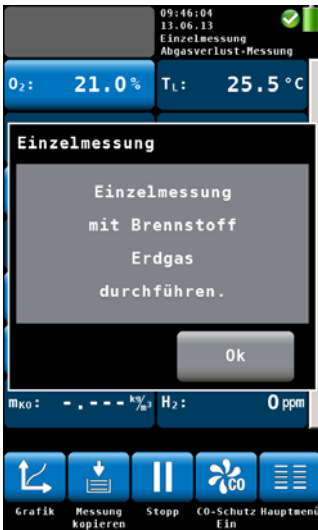 09:46:04
13.06.13
Einzelmessung
Abgasverlust-Messung
O₂: 21.0 % TL: 25.5 °C
Einzelmessung
Einzelmessung
mit Brennstoff
Erdgas
durchführen.
Ok
mKO: -.--- kg/m³ H₂: 0 ppm
CO
Grafik Messung kopieren Stopp CO-Schutz Ein Hauptmenü